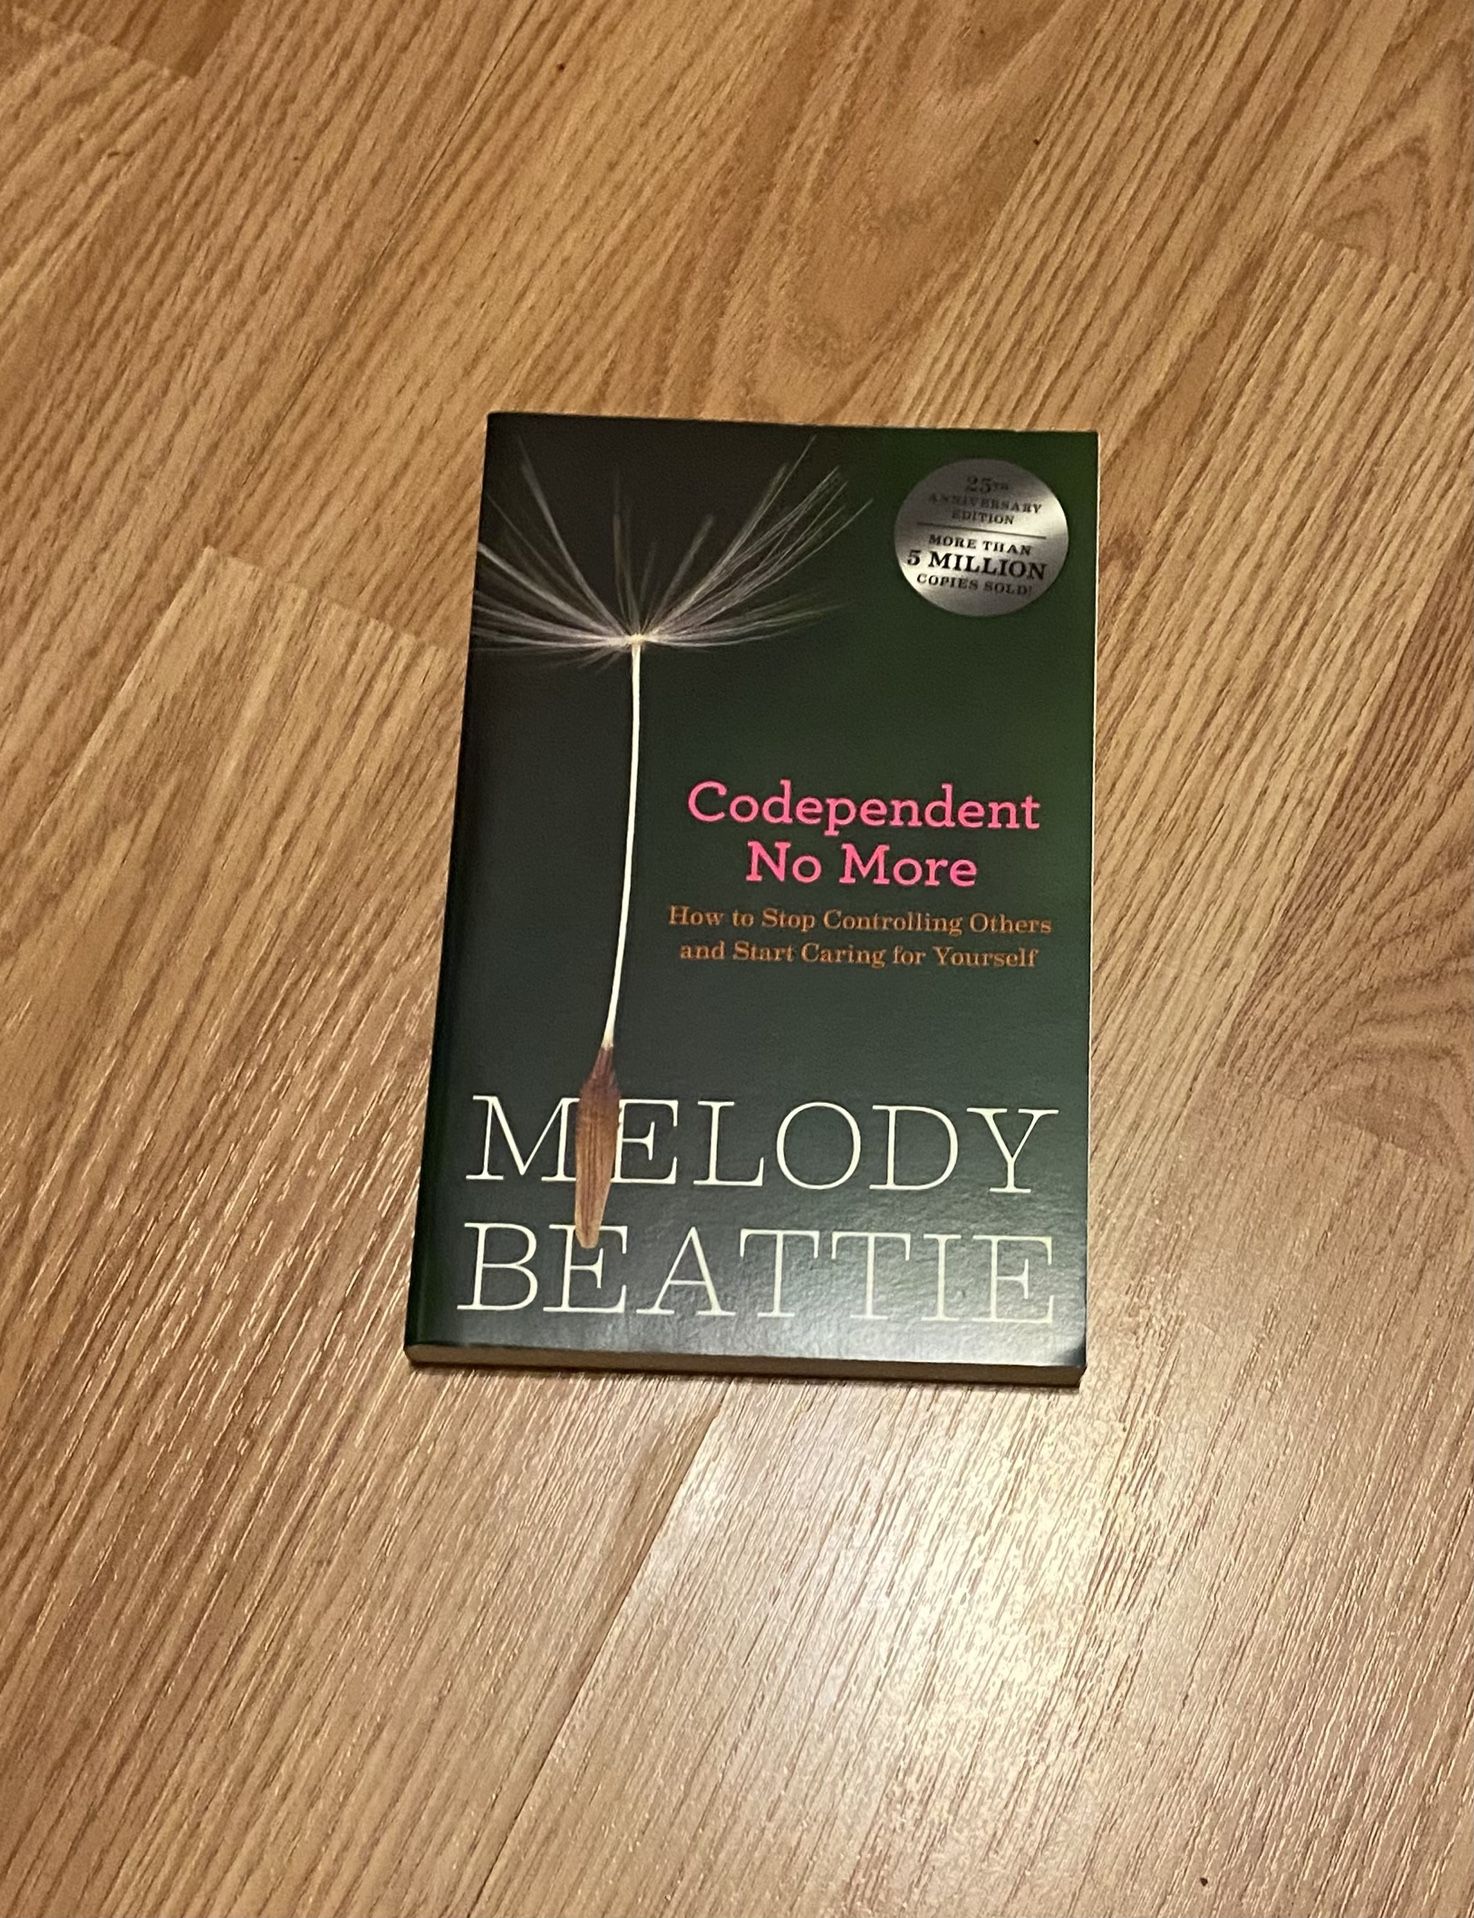 25TH
ANNIVERSARY
EDITION
MORE THAN
5 MILLION
COPIES SOLD!
Codependent
No More
How to Stop Controlling Others
and Start Caring for Yourself
MELODY
BEATTIE